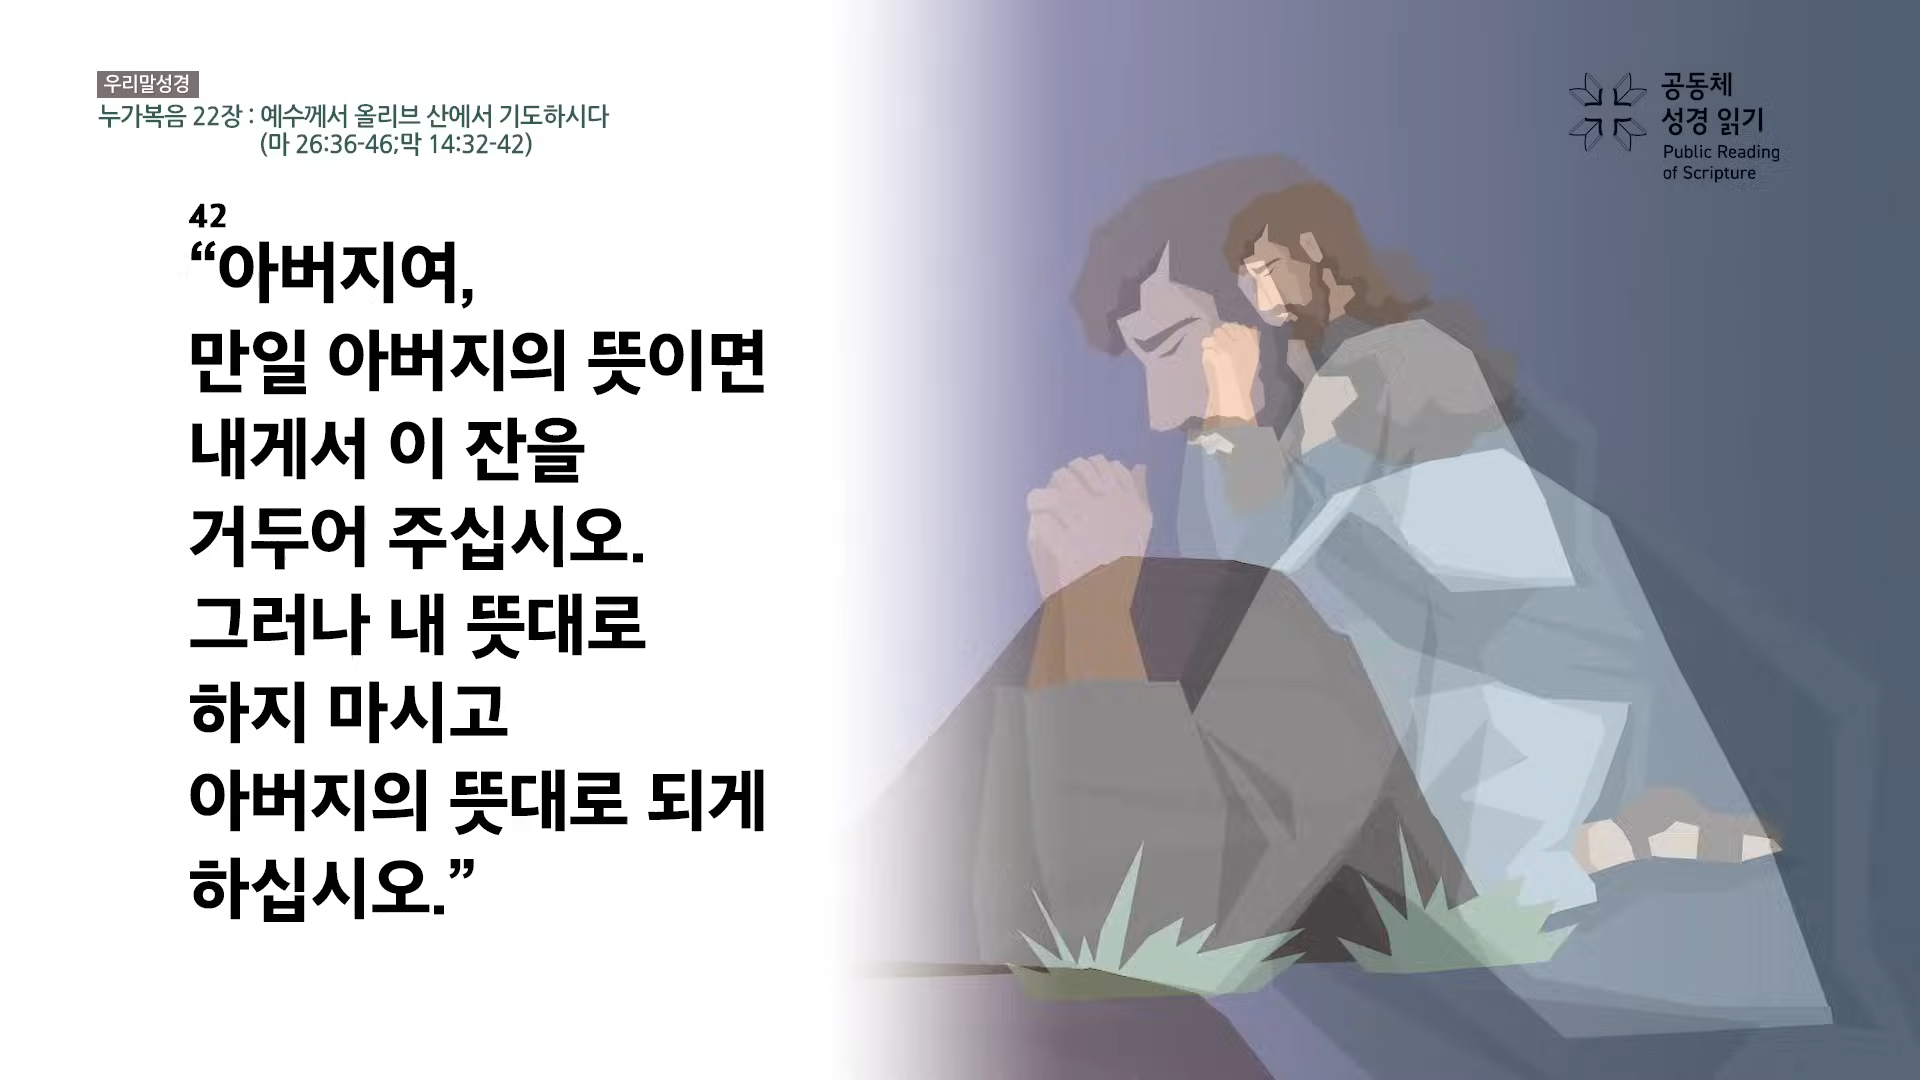 우리말성경
누가복음 22장 : 예수께서 올리브 산에서 기도하시다
(마 26:36-46;막 14:32-42)
공동체
성경 읽기
Public Reading
of Scripture
42
“아버지여,
만일 아버지의 뜻이면
내게서 이 잔을
거두어 주십시오.
그러나 내 뜻대로
하지 마시고
아버지의 뜻대로 되게
하십시오.”